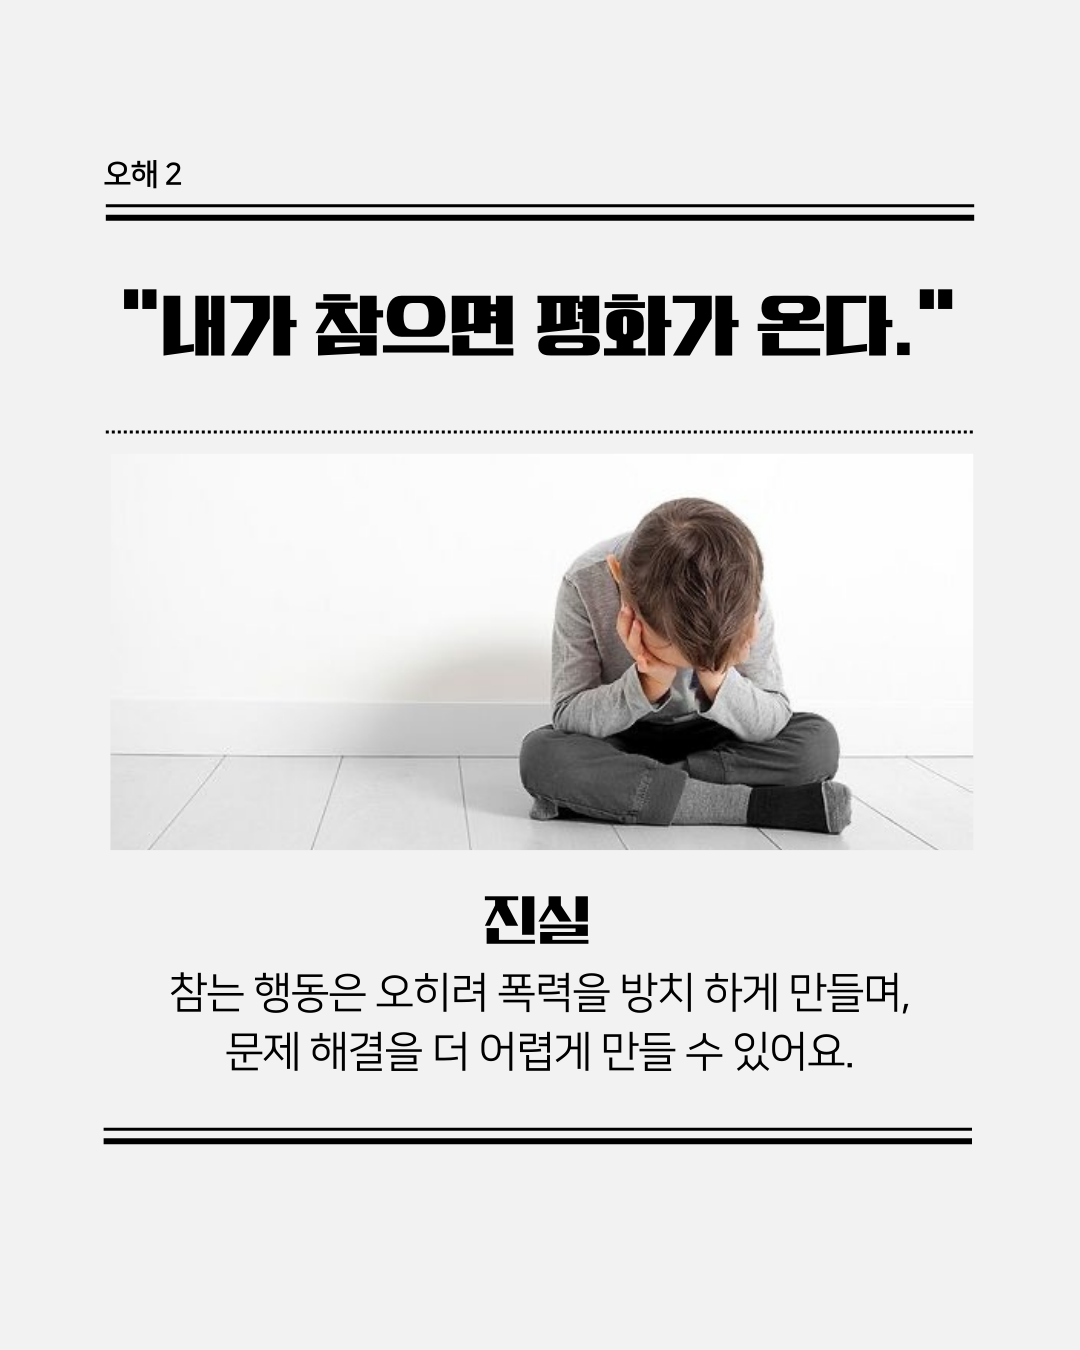 오해 2
"내가 참으면 평화가 온다."
진실
참는 행동은 오히려 폭력을 방치 하게 만들며,
문제 해결을 더 어렵게 만들 수 있어요.